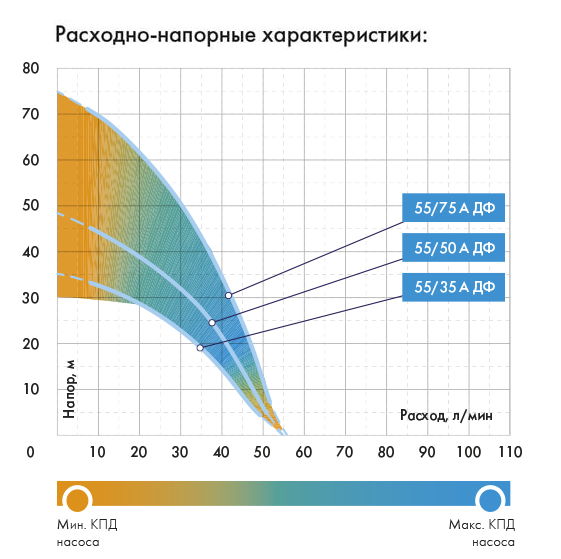 Расходно-напорные характеристики:
80
70
60
50
40
30
20
10
0
Напор, м
55/75 А ДФ
55/50 А ДФ
55/35 А ДФ
Расход, л/мин
10 20 30 40 50 60 70 80 90 100 110
Мин. КПД
насоса
Макс. КПД
насоса